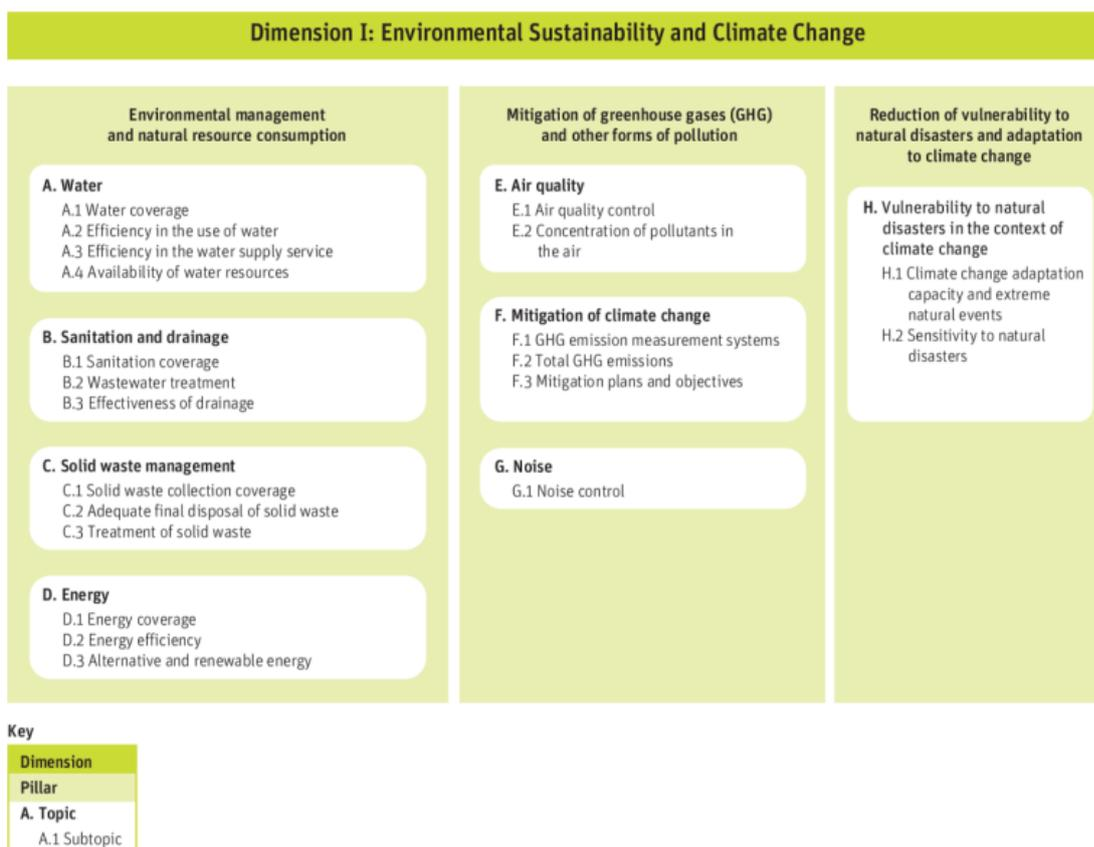 Dimension I: Environmental Sustainability and Climate Change
Environmental management
and natural resource consumption
A. Water
A.1 Water coverage
A.2 Efficiency in the use of water
A.3 Efficiency in the water supply service
A.4 Availability of water resources
B. Sanitation and drainage
B.1 Sanitation coverage
B.2 Wastewater treatment
B.3 Effectiveness of drainage
C. Solid waste management
C.1 Solid waste collection coverage
C.2 Adequate final disposal of solid waste
C.3 Treatment of solid waste
D. Energy
D.1 Energy coverage
D.2 Energy efficiency
D.3 Alternative and renewable energy
Mitigation of greenhouse gases (GHG)
and other forms of pollution
E. Air quality
E.1 Air quality control
E.2 Concentration of pollutants in
the air
F. Mitigation of climate change
F.1 GHG emission measurement systems
F.2 Total GHG emissions
F.3 Mitigation plans and objectives
G. Noise
G.1 Noise control
Reduction of vulnerability to
natural disasters and adaptation
to climate change
H. Vulnerability to natural
disasters in the context of
climate change
H.1 Climate change adaptation
capacity and extreme
natural events
H.2 Sensitivity to natural
disasters
Key
Dimension
Pillar
A. Topic
A.1 Subtopic